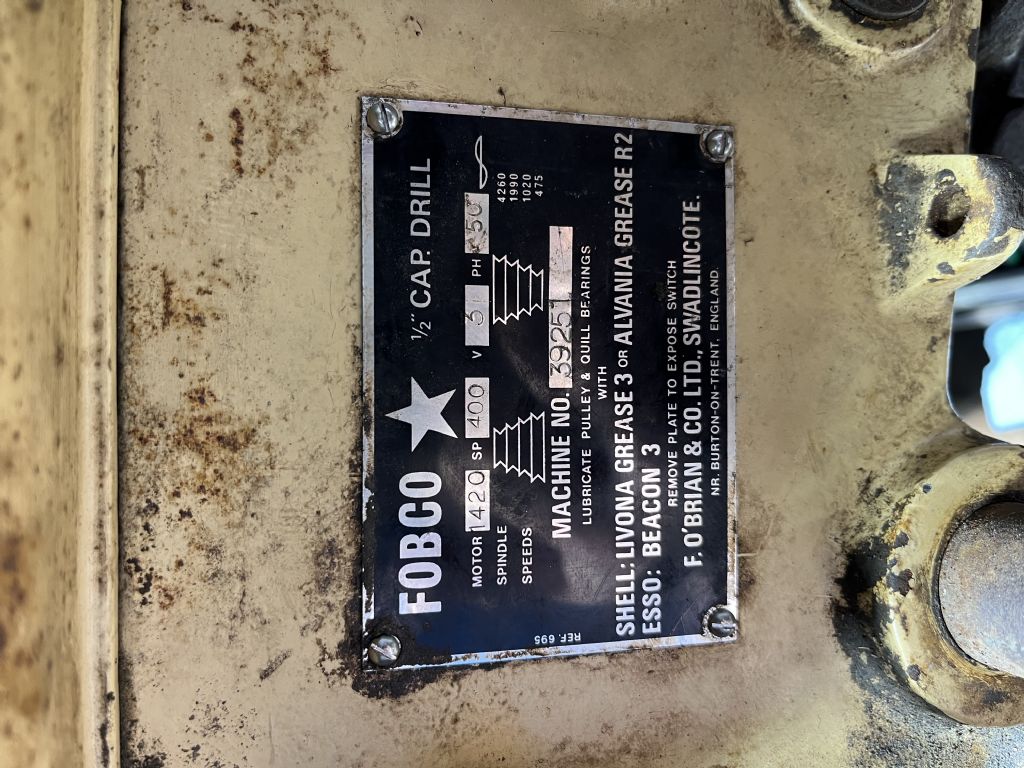 FOBCO ★ 1/2" CAP. DRILL
MOTOR 1420 SP 400 V 3 PH 50
SPINDLE
SPEEDS
4260
1990
1020
475
MACHINE NO. 39251
LUBRICATE PULLEY & QUILL BEARINGS
WITH
SHELL: LIVONA GREASE 3 OR ALVANIA GREASE R2
ESSO: BEACON 3
REMOVE PLATE TO EXPOSE SWITCH
F. O'BRIAN & CO. LTD., SWADLINCOTE.
NR. BURTON-ON-TRENT, ENGLAND.
REF. 695